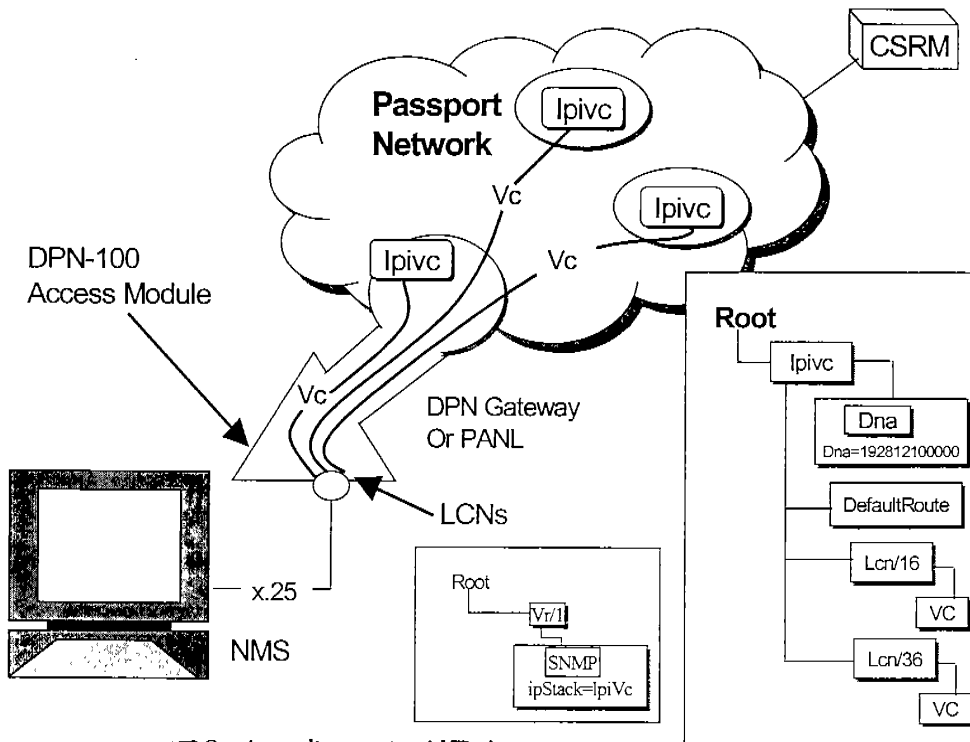 CSRM
Passport
Network
Ipivc
Vc
Ipivc
Vc
Ipivc
DPN-100
Access Module
Vc
DPN Gateway
Or PANL
LCNs
x.25
NMS
Root
Vr/1
SNMP
ipStack=IpiVc
Root
Ipivc
Dna
Dna=192812100000
DefaultRoute
Lcn/16
VC
Lcn/36
VC